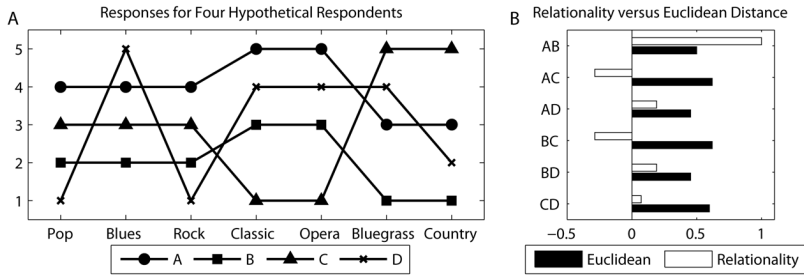 A
Responses for Four Hypothetical Respondents
5
4
3
2
1
Pop Blues Rock Classic Opera Bluegrass Country
A B C D
B
Relationality versus Euclidean Distance
AB
AC
AD
BC
BD
CD
−0.5 0 0.5 1
Euclidean Relationality